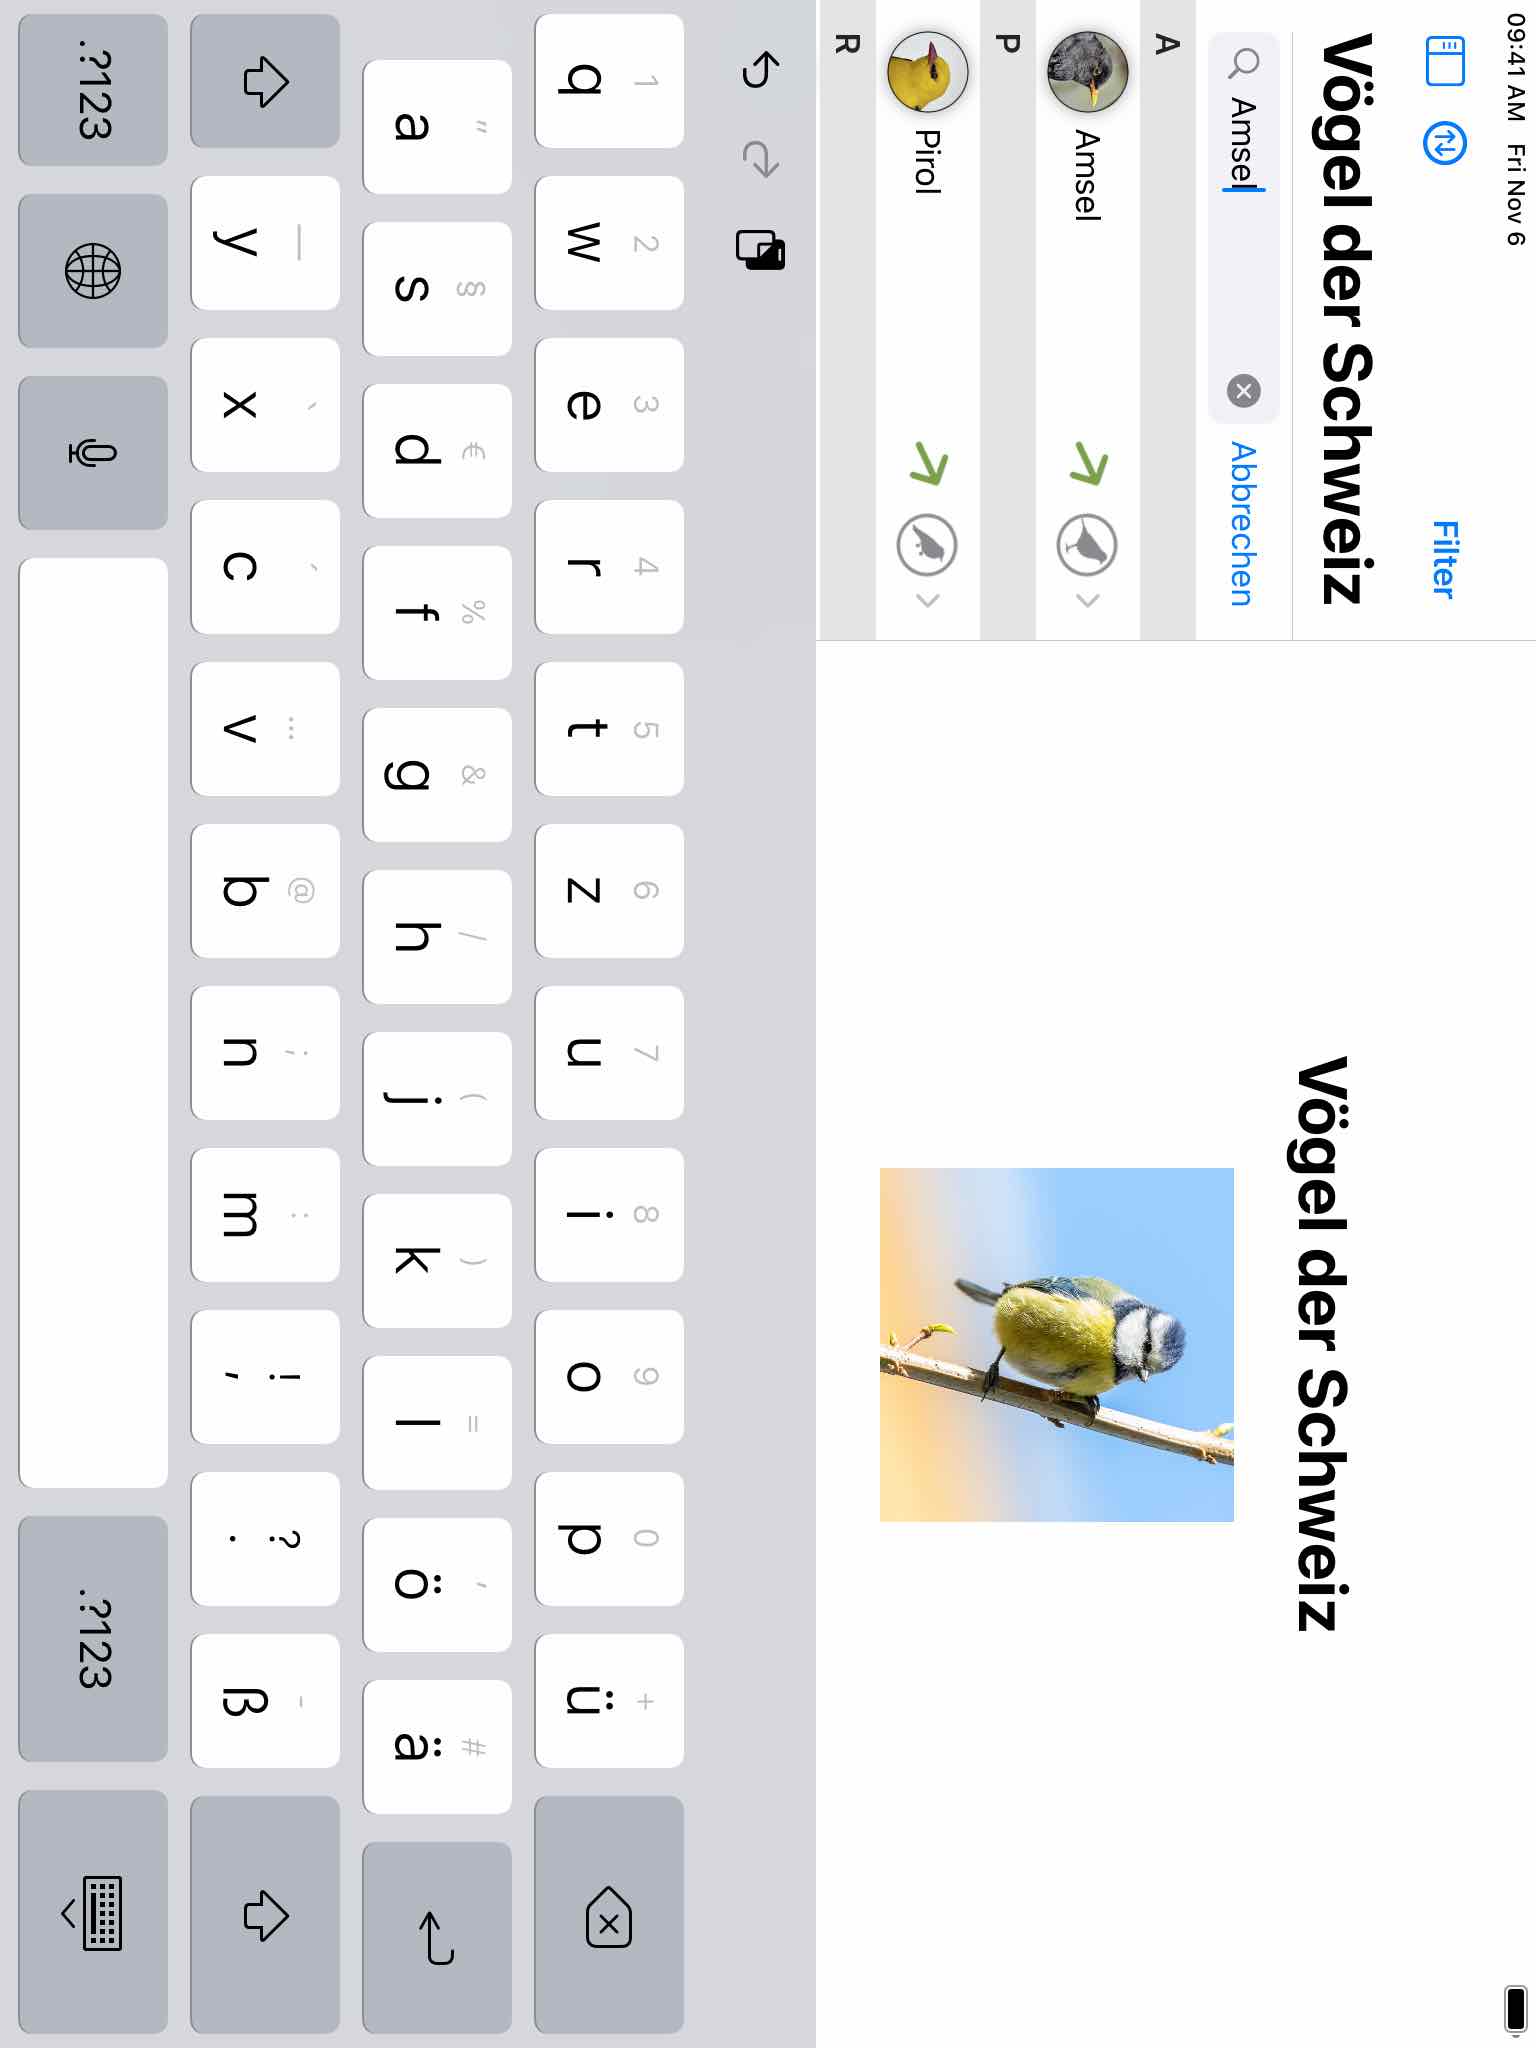 09:41 AM Fri Nov 6
Filter
Vögel der Schweiz
Amsel
Abbrechen
A
Amsel
P
Pirol
R
Vögel der Schweiz
1 2 3 4 5 6 7 8 9 0 +
q w e r t z u i o p ü
" § € % & / ( ) = ' #
a s d f g h j k l ö ä
— ` ´ … @ ; : ! ? -
y x c v b n m , . ß
.?123 .?123